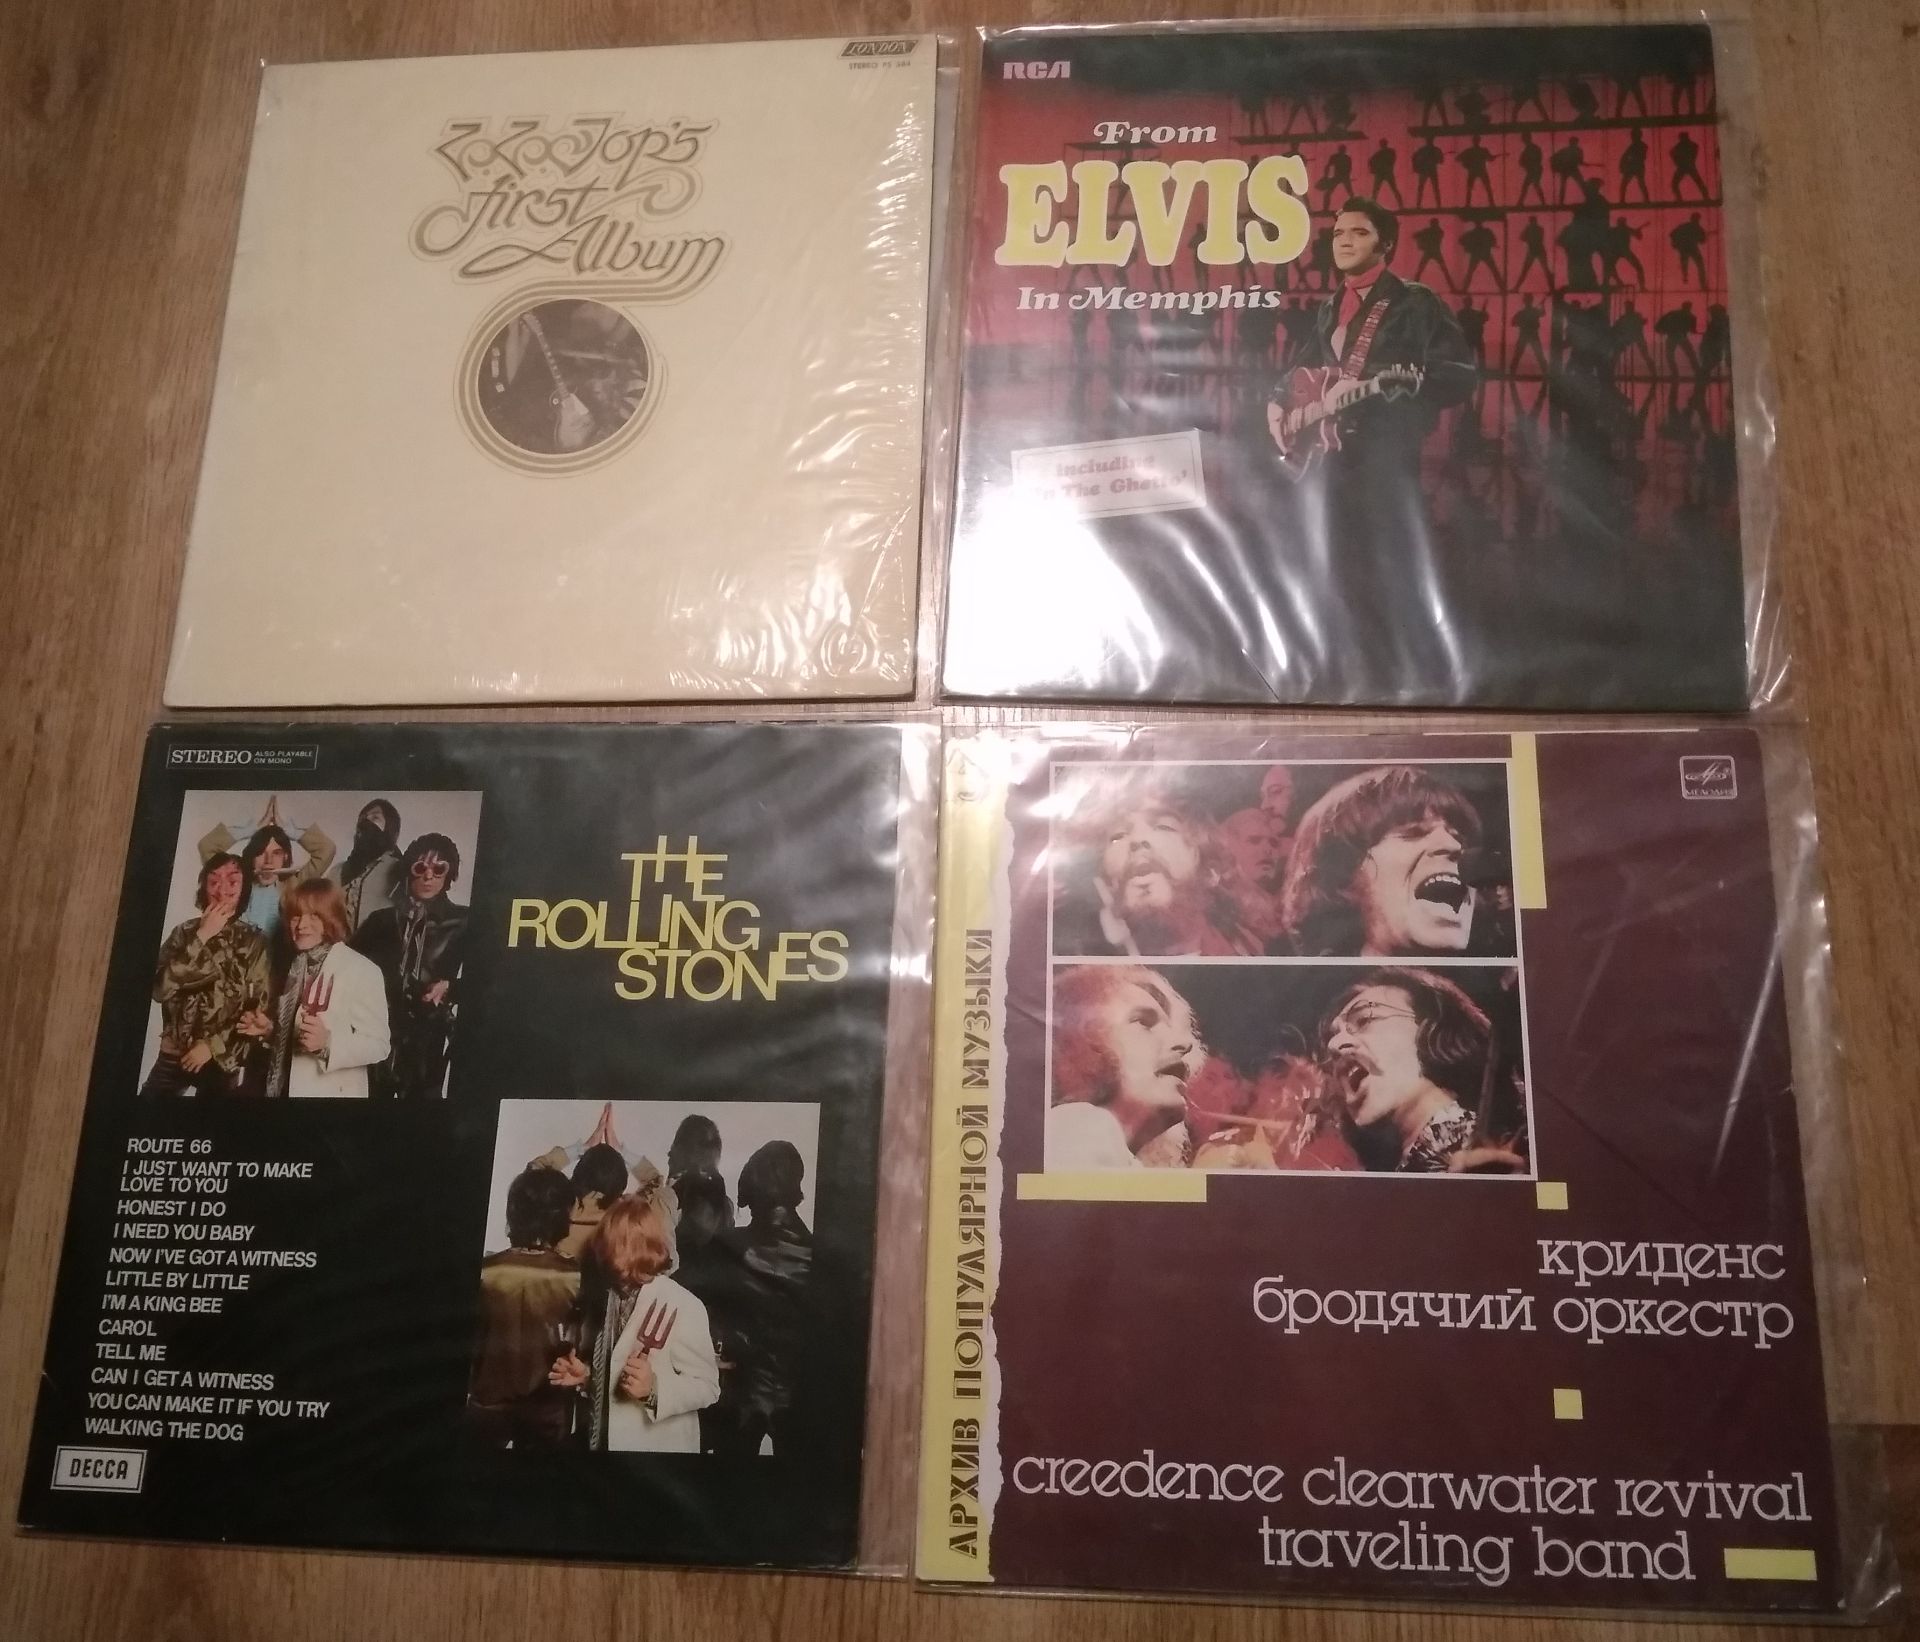 LONDON
STEREO PS 584
Z.Z. Top's
first
Album
RCA
From
ELVIS
In Memphis
including
'In The Ghetto'
STEREO ALSO PLAYABLE
ON MONO
THE
ROLLING
STONES
ROUTE 66
I JUST WANT TO MAKE
LOVE TO YOU
HONEST I DO
I NEED YOU BABY
NOW I'VE GOT A WITNESS
LITTLE BY LITTLE
I'M A KING BEE
CAROL
TELL ME
CAN I GET A WITNESS
YOU CAN MAKE IT IF YOU TRY
WALKING THE DOG
DECCA
АРХИВ ПОПУЛЯРНОЙ МУЗЫКИ
МЕЛОДИЯ
криденс
бродячий оркестр
creedence clearwater revival
traveling band